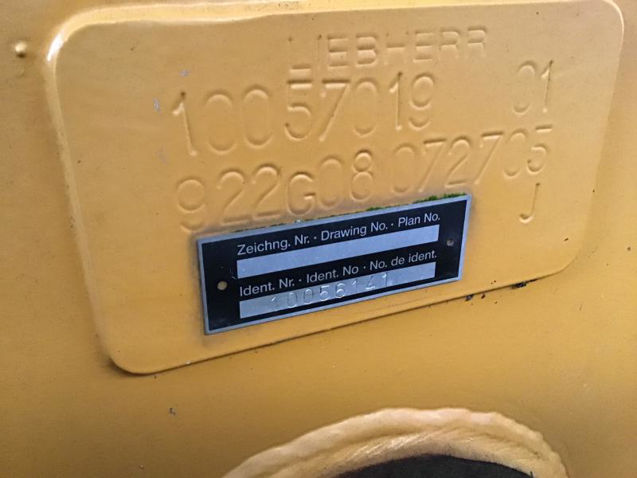 LIEBHERR
10057019 01
922G08 072705
J
Zeichng. Nr. · Drawing No. · Plan No.
Ident. Nr. · Ident. No · No. de ident.
10056141